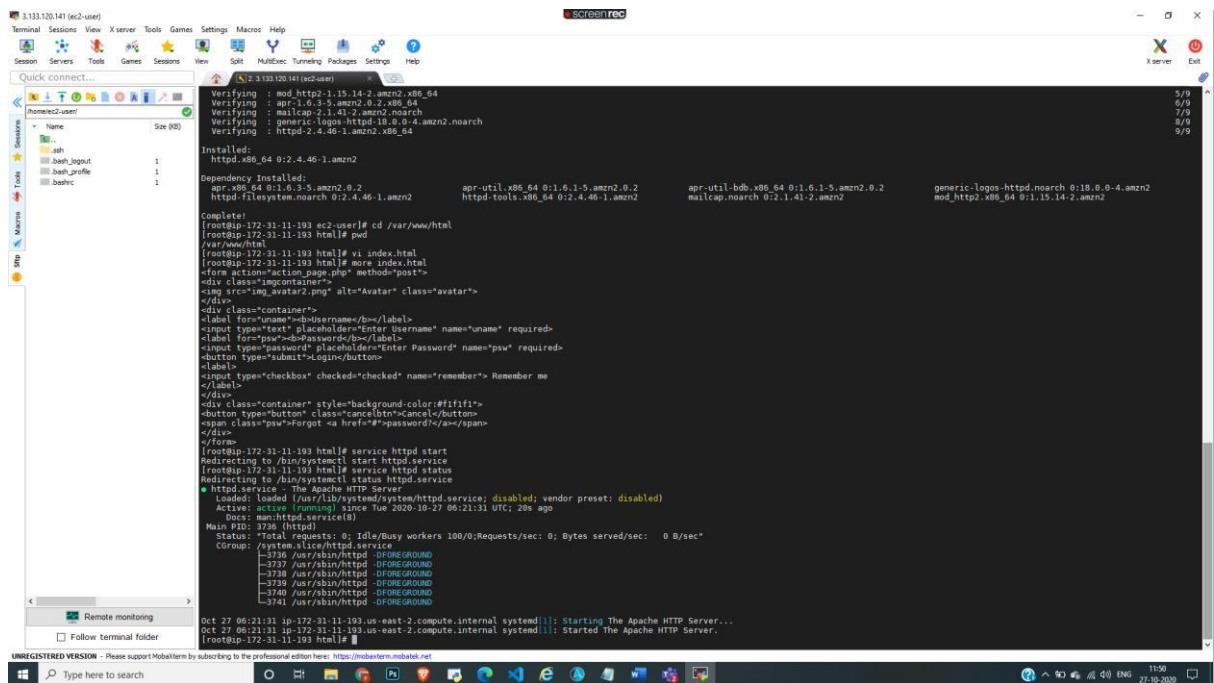 3.133.120.141 (ec2-user)
screenrec
Terminal Sessions View X server Tools Games Settings Macros Help
Session Servers Tools Games Sessions View Split MultiExec Tunneling Packages Settings Help
X server Exit
Quick connect...
2. 3.133.120.141 (ec2-user)
/home/ec2-user/
Name Size (KB)
..
.ssh
.bash_logout 1
.bash_profile 1
.bashrc 1
Sessions
Tools
Macros
Sftp
Verifying : mod_http2-1.15.14-2.amzn2.x86_64 5/9
Verifying : apr-1.6.3-5.amzn2.0.2.x86_64 6/9
Verifying : mailcap-2.1.41-2.amzn2.noarch 7/9
Verifying : generic-logos-httpd-18.0.0-4.amzn2.noarch 8/9
Verifying : httpd-2.4.46-1.amzn2.x86_64 9/9
Installed:
httpd.x86_64 0:2.4.46-1.amzn2
Dependency Installed:
apr.x86_64 0:1.6.3-5.amzn2.0.2 apr-util.x86_64 0:1.6.1-5.amzn2.0.2 apr-util-bdb.x86_64 0:1.6.1-5.amzn2.0.2 generic-logos-httpd.noarch 0:18.0.0-4.amzn2
httpd-filesystem.noarch 0:2.4.46-1.amzn2 httpd-tools.x86_64 0:2.4.46-1.amzn2 mailcap.noarch 0:2.1.41-2.amzn2 mod_http2.x86_64 0:1.15.14-2.amzn2
Complete!
[root@ip-172-31-11-193 ec2-user]# cd /var/www/html
[root@ip-172-31-11-193 html]# pwd
/var/www/html
[root@ip-172-31-11-193 html]# vi index.html
[root@ip-172-31-11-193 html]# more index.html
<form action="action_page.php" method="post">
<div class="imgcontainer">
<img src="img_avatar2.png" alt="Avatar" class="avatar">
</div>
<div class="container">
<label for="uname"><b>Username</b></label>
<input type="text" placeholder="Enter Username" name="uname" required>
<label for="psw"><b>Password</b></label>
<input type="password" placeholder="Enter Password" name="psw" required>
<button type="submit">Login</button>
<label>
<input type="checkbox" checked="checked" name="remember"> Remember me
</label>
</div>
<div class="container" style="background-color:#f1f1f1">
<button type="button" class="cancelbtn">Cancel</button>
<span class="psw">Forgot <a href="#">password?</a></span>
</div>
</form>
[root@ip-172-31-11-193 html]# service httpd start
Redirecting to /bin/systemctl start httpd.service
[root@ip-172-31-11-193 html]# service httpd status
Redirecting to /bin/systemctl status httpd.service
● httpd.service - The Apache HTTP Server
Loaded: loaded (/usr/lib/systemd/system/httpd.service; disabled; vendor preset: disabled)
Active: active (running) since Tue 2020-10-27 06:21:31 UTC; 20s ago
Docs: man:httpd.service(8)
Main PID: 3736 (httpd)
Status: "Total requests: 0; Idle/Busy workers 100/0;Requests/sec: 0; Bytes served/sec: 0 B/sec"
CGroup: /system.slice/httpd.service
├─3736 /usr/sbin/httpd -DFOREGROUND
├─3737 /usr/sbin/httpd -DFOREGROUND
├─3738 /usr/sbin/httpd -DFOREGROUND
├─3739 /usr/sbin/httpd -DFOREGROUND
├─3740 /usr/sbin/httpd -DFOREGROUND
└─3741 /usr/sbin/httpd -DFOREGROUND
Oct 27 06:21:31 ip-172-31-11-193.us-east-2.compute.internal systemd[1]: Starting The Apache HTTP Server...
Oct 27 06:21:31 ip-172-31-11-193.us-east-2.compute.internal systemd[1]: Started The Apache HTTP Server.
[root@ip-172-31-11-193 html]#
Remote monitoring
Follow terminal folder
UNREGISTERED VERSION - Please support MobaXterm by subscribing to the professional edition here: https://mobaxterm.mobatek.net
Type here to search
ENG
11:50
27-10-2020